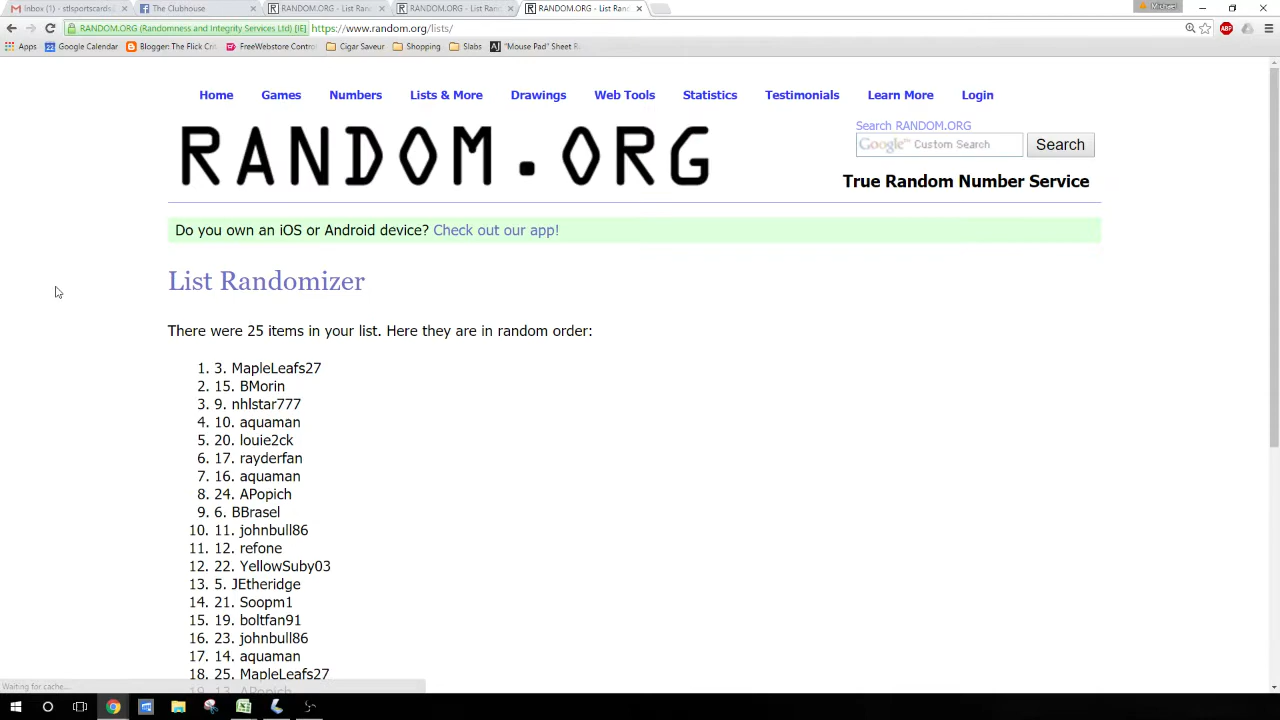 Inbox (1) - stlsportscards@
The Clubhouse
RANDOM.ORG - List Ran
RANDOM.ORG - List Ran
RANDOM.ORG - List Ran
Michael
RANDOM.ORG (Randomness and Integrity Services Ltd) [IE]
https://www.random.org/lists/
Apps
Google Calendar
Blogger: The Flick Cri
FreeWebstore Contro
Cigar Saveur
Shopping
Slabs
"Mouse Pad" Sheet R
Home
Games
Numbers
Lists & More
Drawings
Web Tools
Statistics
Testimonials
Learn More
Login
RANDOM.ORG
Search RANDOM.ORG
Google™ Custom Search
Search
True Random Number Service
Do you own an iOS or Android device? Check out our app!
List Randomizer
There were 25 items in your list. Here they are in random order:
1. 3. MapleLeafs27
2. 15. BMorin
3. 9. nhlstar777
4. 10. aquaman
5. 20. louie2ck
6. 17. rayderfan
7. 16. aquaman
8. 24. APopich
9. 6. BBrasel
10. 11. johnbull86
11. 12. refone
12. 22. YellowSuby03
13. 5. JEtheridge
14. 21. Soopm1
15. 19. boltfan91
16. 23. johnbull86
17. 14. aquaman
18. 25. MapleLeafs27
19. 13. APopich
Waiting for cache...